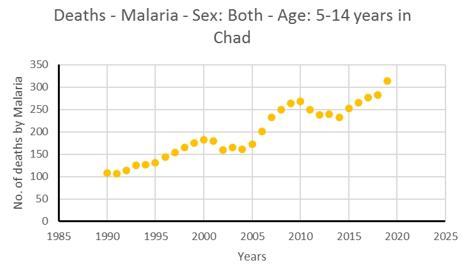 Deaths - Malaria - Sex: Both - Age: 5-14 years in
Chad
No. of deaths by Malaria
350
300
250
200
150
100
50
0
1985 1990 1995 2000 2005 2010 2015 2020 2025
Years